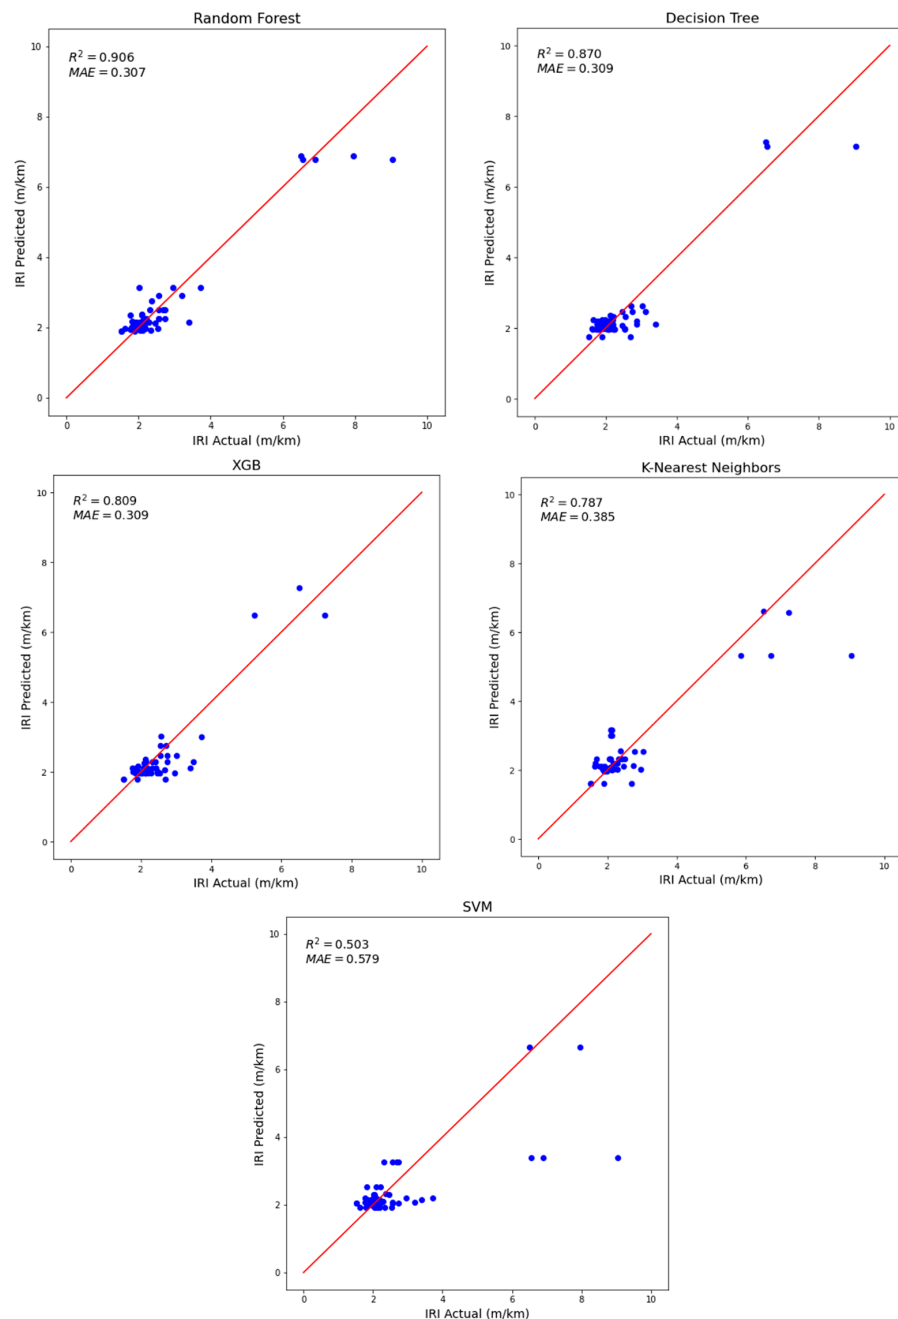 Random Forest
R² = 0.906
MAE = 0.307
IRI Predicted (m/km)
10
8
6
4
2
0
0 2 4 6 8 10
IRI Actual (m/km)
Decision Tree
R² = 0.870
MAE = 0.309
IRI Predicted (m/km)
10
8
6
4
2
0
0 2 4 6 8 10
IRI Actual (m/km)
XGB
R² = 0.809
MAE = 0.309
IRI Predicted (m/km)
10
8
6
4
2
0
0 2 4 6 8 10
IRI Actual (m/km)
K-Nearest Neighbors
R² = 0.787
MAE = 0.385
IRI Predicted (m/km)
10
8
6
4
2
0
0 2 4 6 8 10
IRI Actual (m/km)
SVM
R² = 0.503
MAE = 0.579
IRI Predicted (m/km)
10
8
6
4
2
0
0 2 4 6 8 10
IRI Actual (m/km)